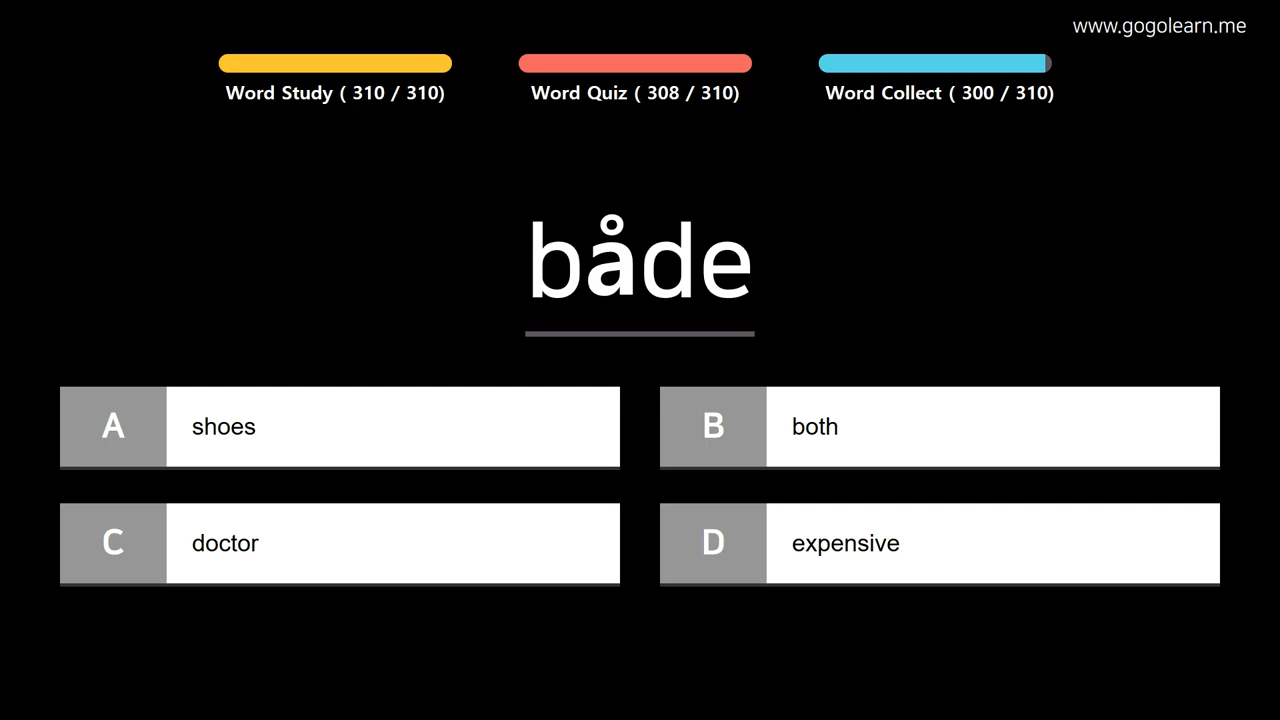 www.gogolearn.me
Word Study ( 310 / 310)
Word Quiz ( 308 / 310)
Word Collect ( 300 / 310)
både
A shoes
B both
C doctor
D expensive